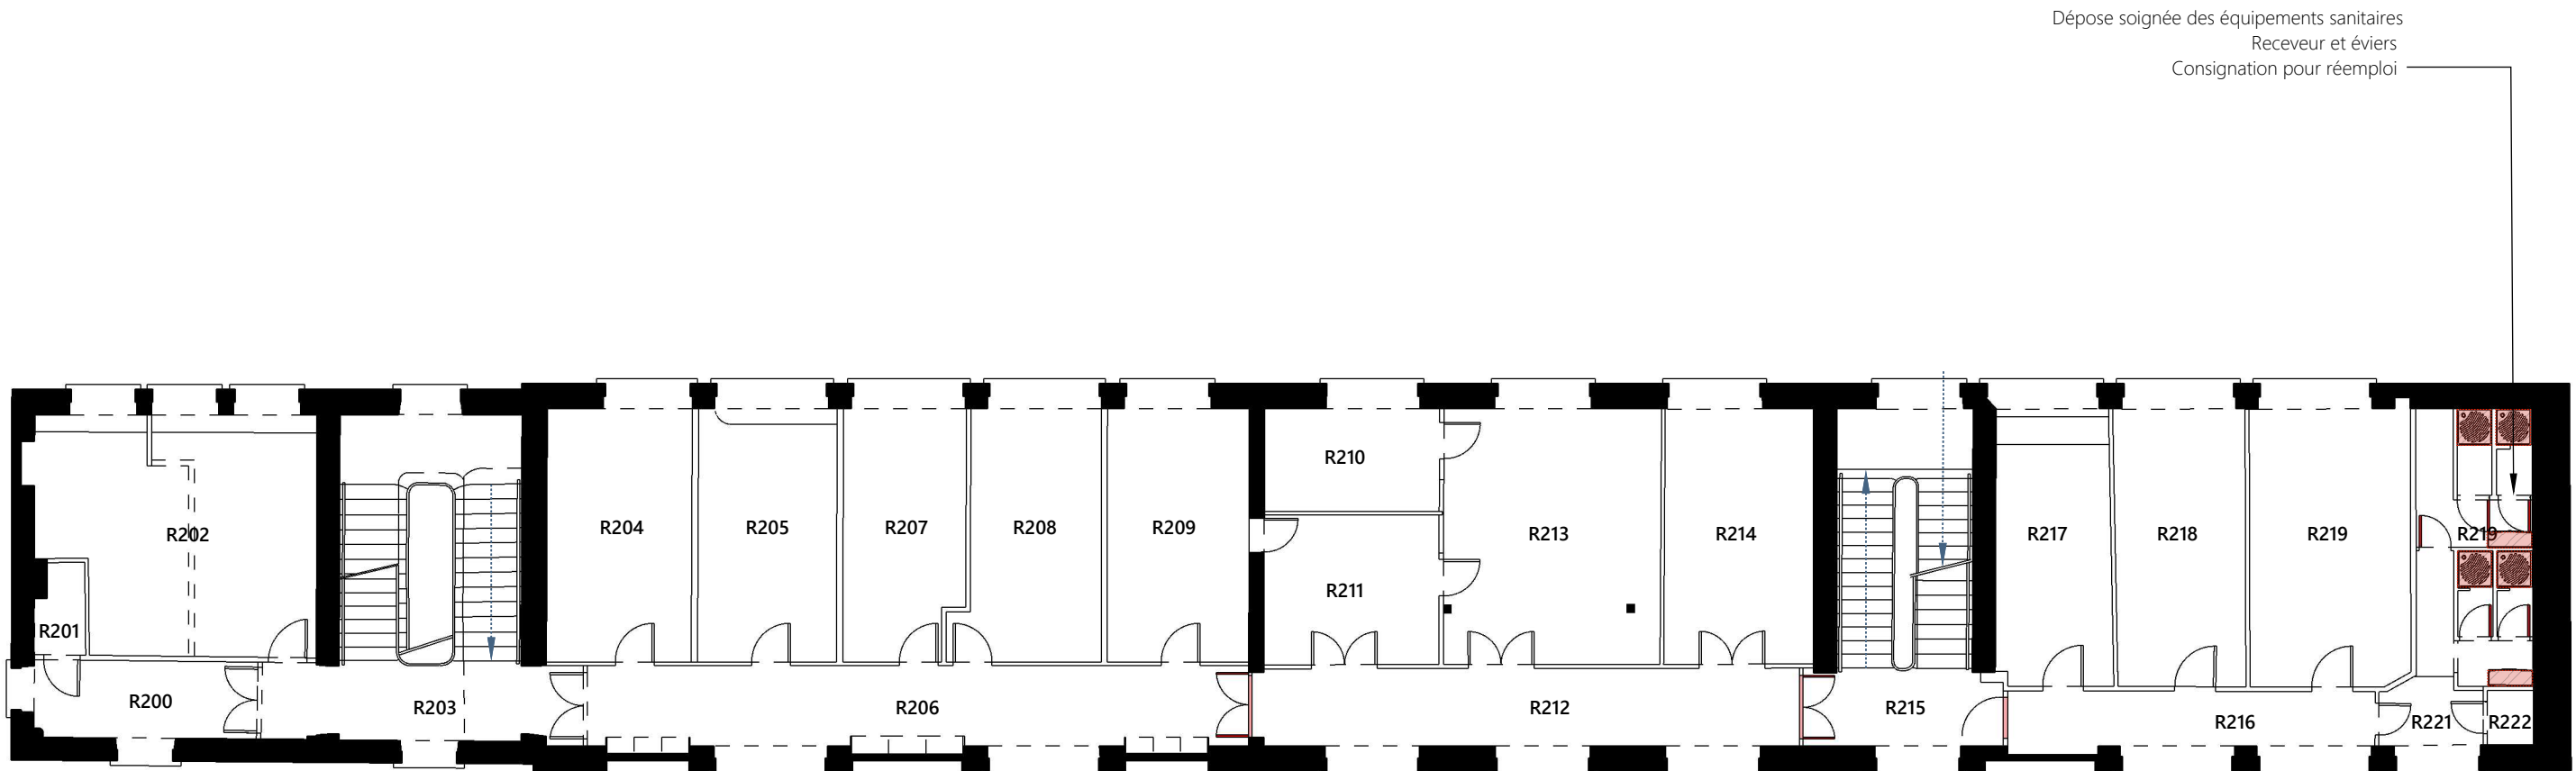 Dépose soignée des équipements sanitaires
Receveur et éviers
Consignation pour réemploi
R210
R204
R205
R207
R208
R209
R202
R213
R214
R217
R218
R219
R219
R211
R201
R200
R203
R206
R212
R215
R216
R221
R222